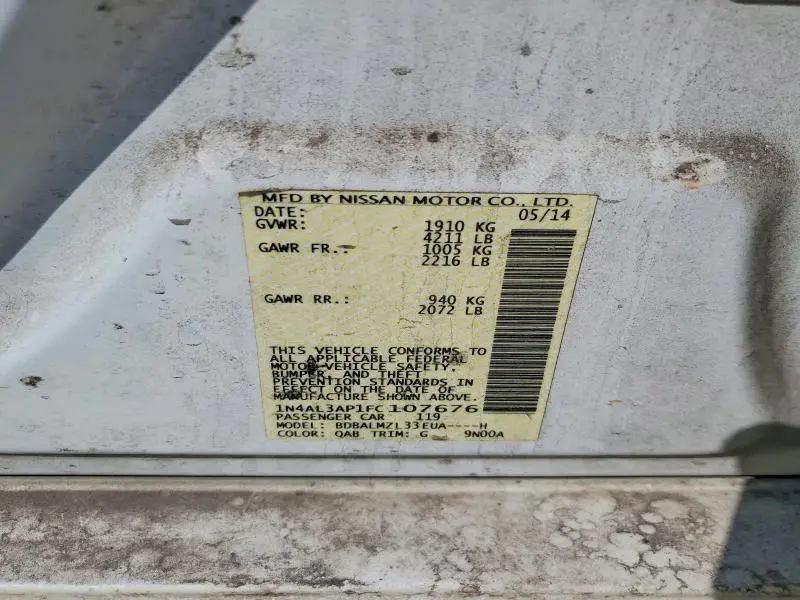 MFD BY NISSAN MOTOR CO., LTD.
DATE: 05/14
GVWR: 1910 KG
4211 LB
GAWR FR.: 1005 KG
2216 LB
GAWR RR.: 940 KG
2072 LB
THIS VEHICLE CONFORMS TO
ALL APPLICABLE FEDERAL
MOTOR VEHICLE SAFETY,
BUMPER, AND THEFT
PREVENTION STANDARDS IN
EFFECT ON THE DATE OF
MANUFACTURE SHOWN ABOVE.
1N4AL3AP1FC107676
PASSENGER CAR 119
MODEL: BDBALMZL33EUA----H
COLOR: QAB TRIM: G 9N00A